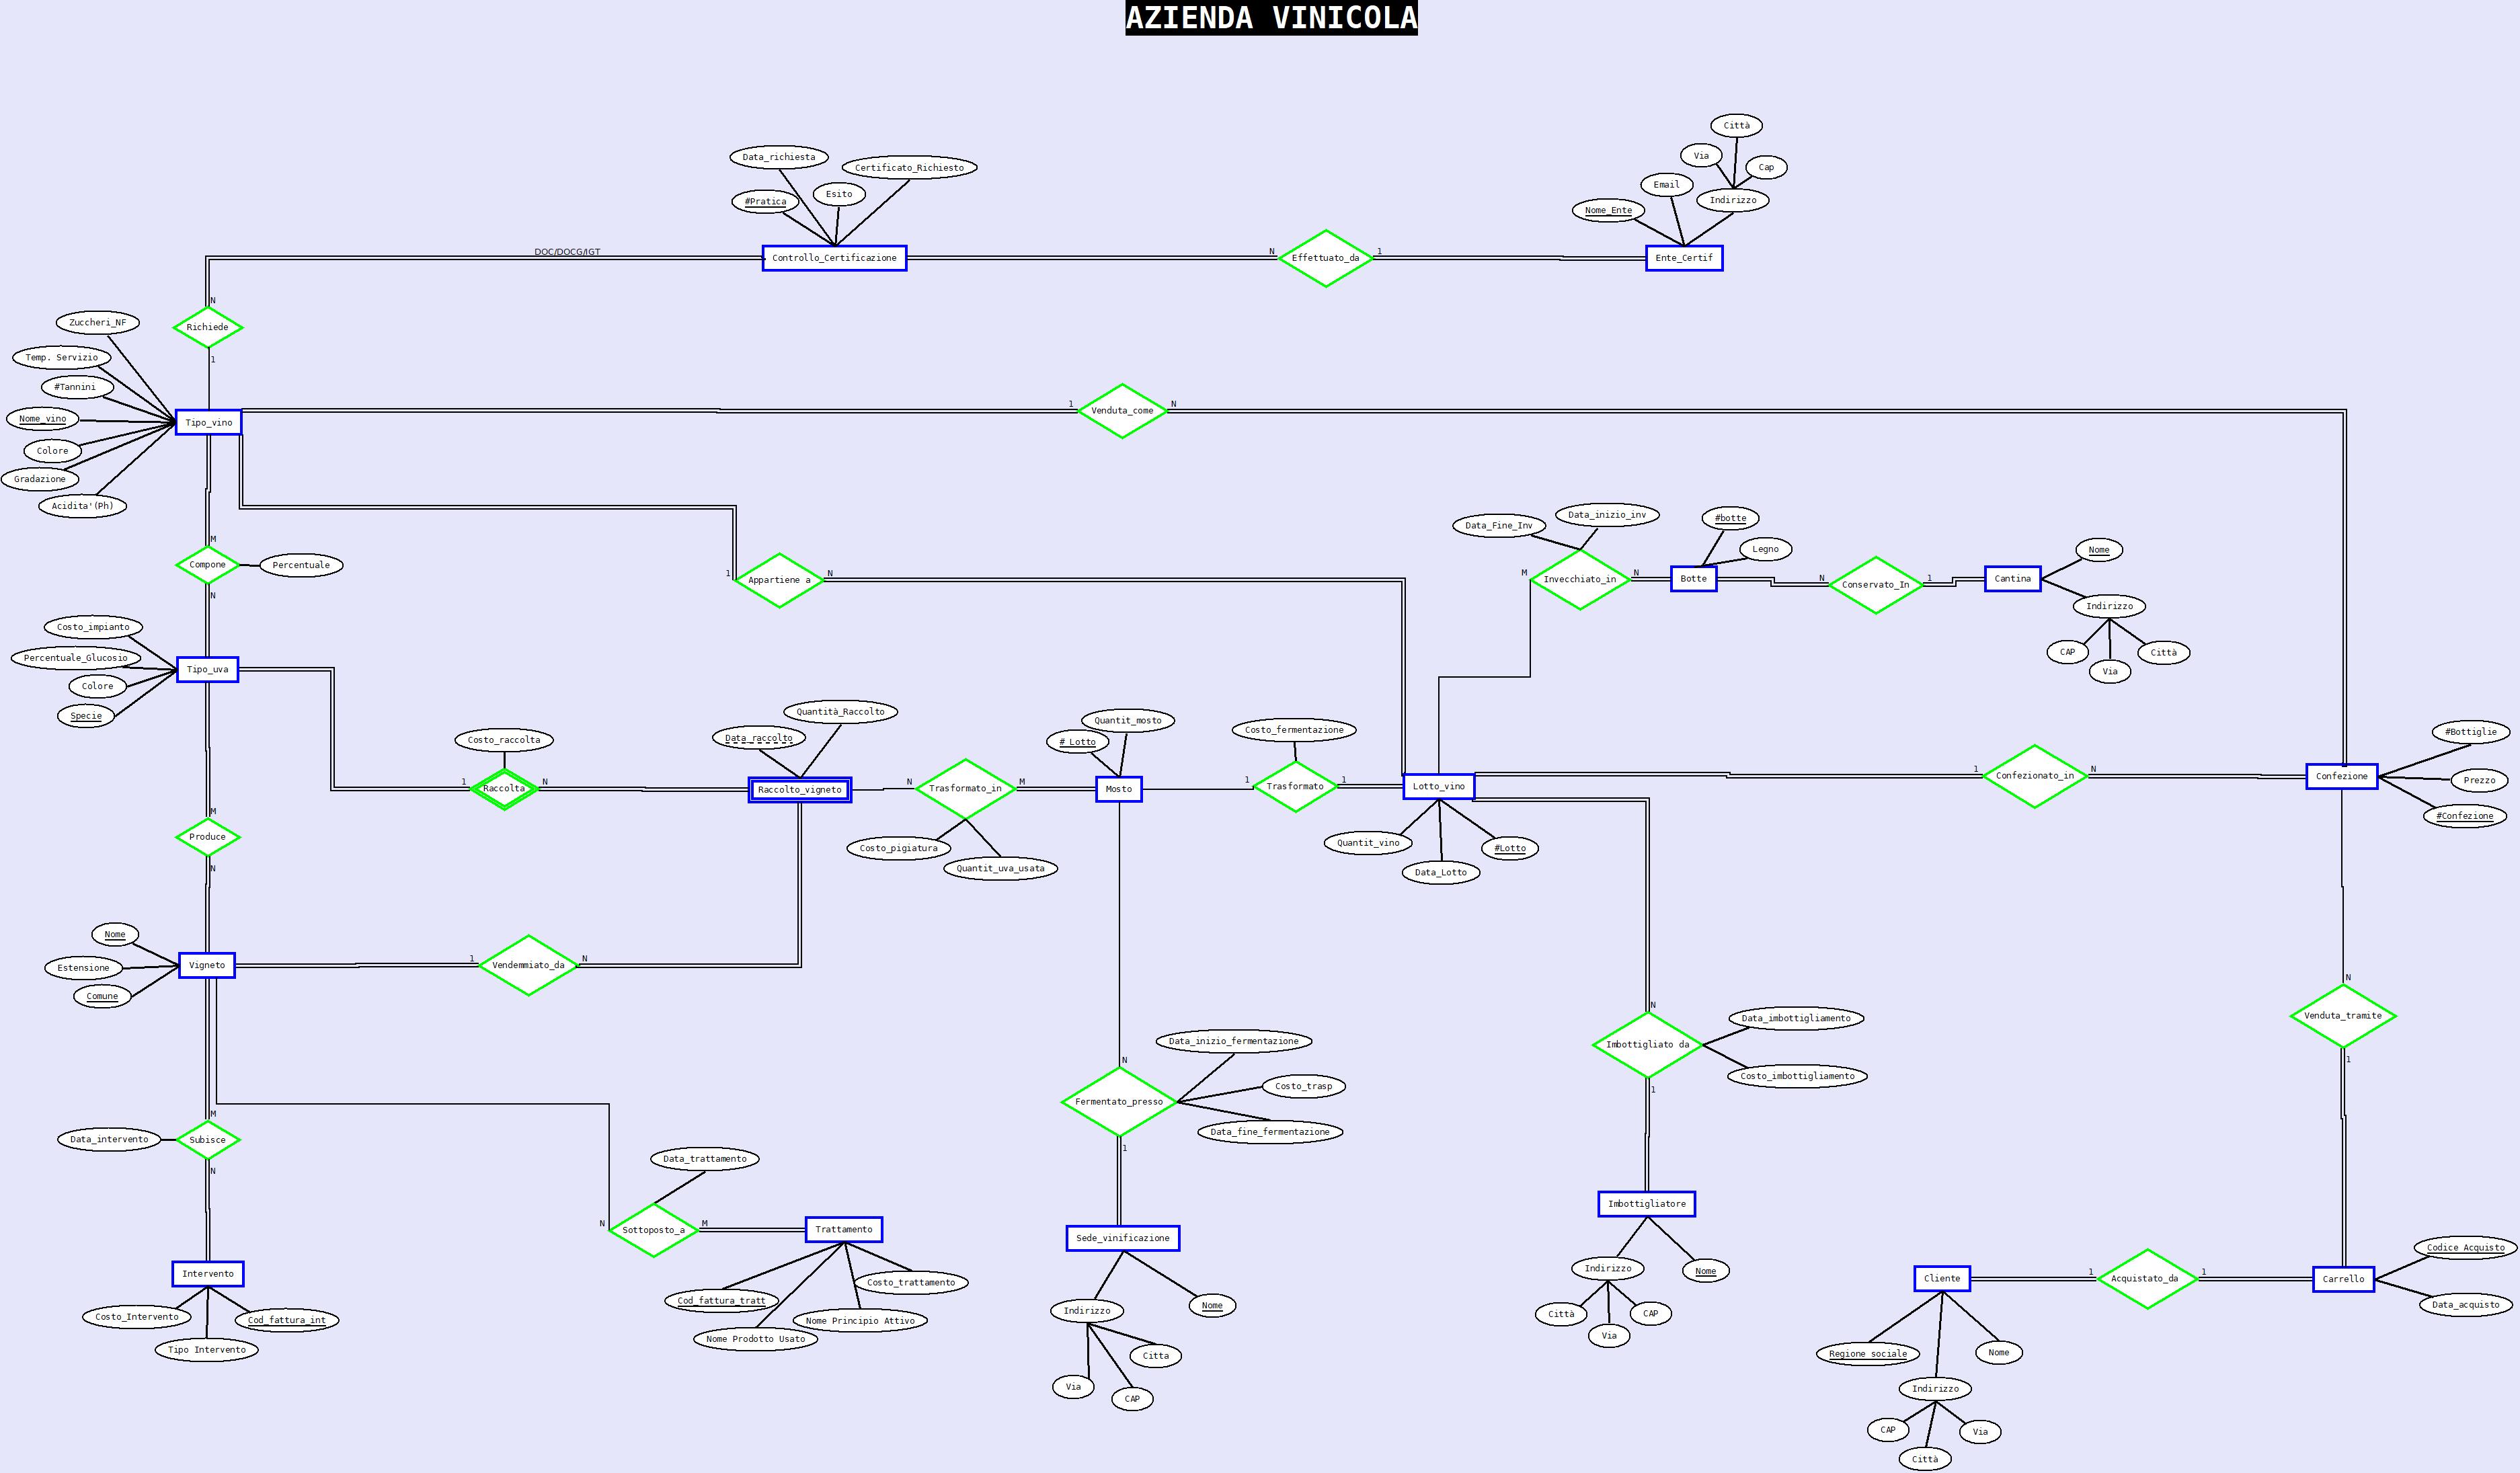 AZIENDA VINICOLA
Città
Data_richiesta
Certificato_Richiesto
Via
Cap
Esito
Email
#Pratica
Indirizzo
Nome_Ente
DOC/DOCG/IGT
Controllo_Certificazione
N
Effettuato_da
1
Ente_Certif
N
Zuccheri_NF
Richiede
1
Temp. Servizio
#Tannini
Nome_vino
Tipo_vino
1
Venduta_come
N
Colore
Gradazione
Acidita'(Ph)
Data_Fine_Inv
Data_inizio_inv
#botte
M
Legno
Nome
Compone
Percentuale
N
1
Appartiene a
N
M
Invecchiato_in
N
Botte
N
Conservato_In
1
Cantina
Indirizzo
Costo_impianto
CAP
Via
Città
Percentuale_Glucosio
Tipo_uva
Colore
Specie
Quantità_Raccolto
Quantit_mosto
Costo_raccolta
Data_raccolto
# Lotto
Costo_fermentazione
#Bottiglie
1
Raccolta
N
Raccolto_vigneto
N
Trasformato_in
M
Mosto
1
Trasformato
1
Lotto_vino
1
Confezionato_in
N
Confezione
Prezzo
M
Produce
N
Costo_pigiatura
Quantit_uva_usata
Quantit_vino
Data_Lotto
#Lotto
#Confezione
Nome
Estensione
Comune
Vigneto
1
Vendemmiato_da
N
N
Venduta_tramite
1
N
Data_imbottigliamento
Imbottigliato da
Costo_imbottigliamento
1
N
Data_inizio_fermentazione
Costo_trasp
Fermentato_presso
Data_fine_fermentazione
1
M
Data_intervento
Subisce
N
Data_trattamento
N
Sottoposto_a
M
Trattamento
Sede_vinificazione
Imbottigliatore
Intervento
Costo_Intervento
Cod_fattura_int
Tipo Intervento
Costo_trattamento
Cod_fattura_tratt
Nome Principio Attivo
Nome Prodotto Usato
Indirizzo
Nome
Citta
Via
CAP
Indirizzo
Nome
Città
CAP
Via
Cliente
1
Acquistato_da
1
Carrello
Codice Acquisto
Data_acquisto
Regione sociale
Nome
Indirizzo
CAP
Via
Città